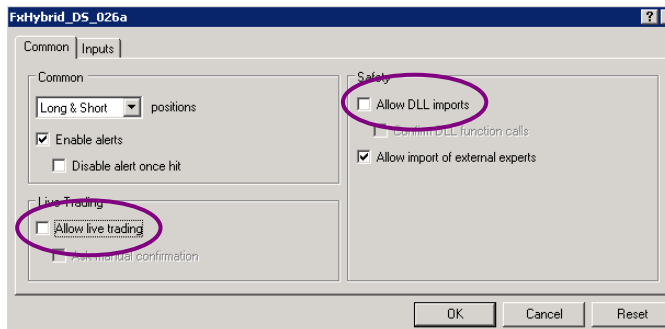 FxHybrid_DS_026a
?
Common
Inputs
Common
Long & Short
positions
Enable alerts
Disable alert once hit
Live Trading
Allow live trading
Ask manual confirmation
Safety
Allow DLL imports
Confirm DLL function calls
Allow import of external experts
OK
Cancel
Reset